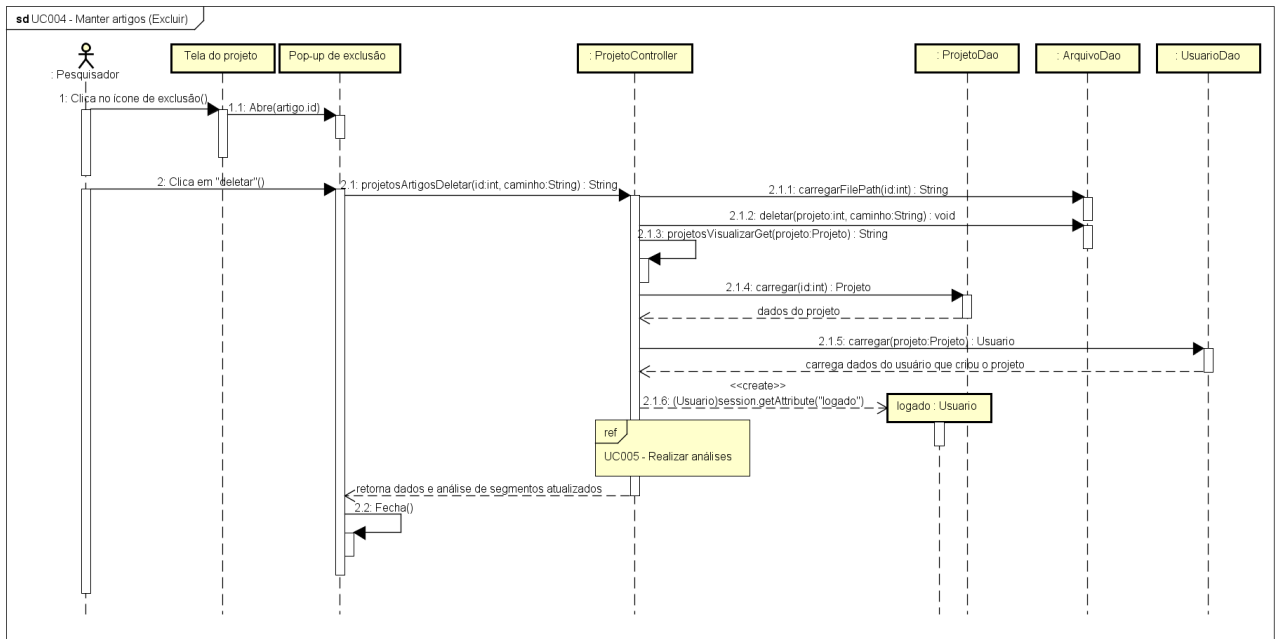 sd UC004 - Manter artigos (Excluir)
: Pesquisador
Tela do projeto
Pop-up de exclusão
: ProjetoController
: ProjetoDao
: ArquivoDao
: UsuarioDao
1: Clica no ícone de exclusão()
1.1: Abre(artigo.id)
2: Clica em "deletar"()
2.1: projetosArtigosDeletar(id:int, caminho:String) : String
2.1.1: carregarFilePath(id:int) : String
2.1.2: deletar(projeto:int, caminho:String) : void
2.1.3: projetosVisualizarGet(projeto:Projeto) : String
2.1.4: carregar(id:int) : Projeto
dados do projeto
2.1.5: carregar(projeto:Projeto) : Usuario
carrega dados do usuário que criou o projeto
<<create>>
2.1.6: (Usuario)session.getAttribute("logado")
logado : Usuario
ref
UC005 - Realizar análises
retorna dados e análise de segmentos atualizados
2.2: Fecha()